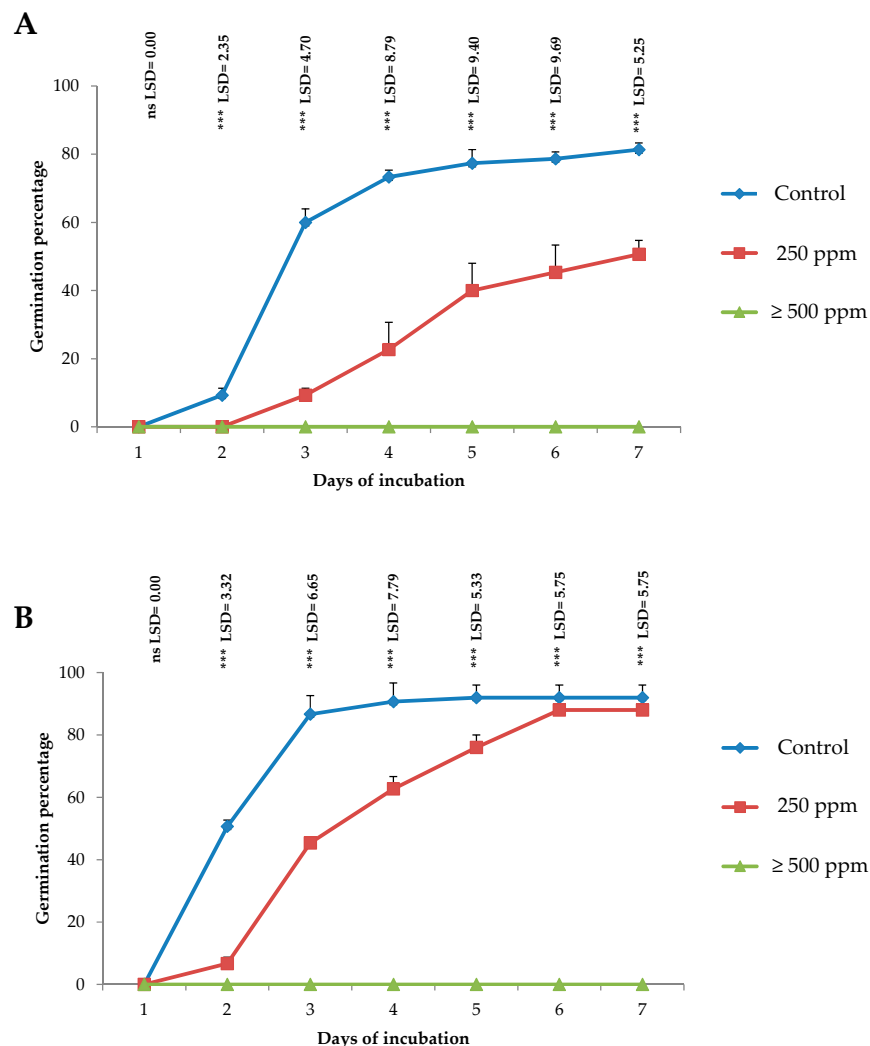 A
ns LSD= 0.00
*** LSD= 2.35
*** LSD= 4.70
*** LSD= 8.79
*** LSD= 9.40
*** LSD= 9.69
*** LSD= 5.25
100
80
60
40
20
0
Germination percentage
1 2 3 4 5 6 7
Days of incubation
Control
250 ppm
≥ 500 ppm
B
ns LSD= 0.00
*** LSD= 3.32
*** LSD= 6.65
*** LSD= 7.79
*** LSD= 5.33
*** LSD= 5.75
*** LSD= 5.75
100
80
60
40
20
0
Germination percentage
1 2 3 4 5 6 7
Days of incubation
Control
250 ppm
≥ 500 ppm